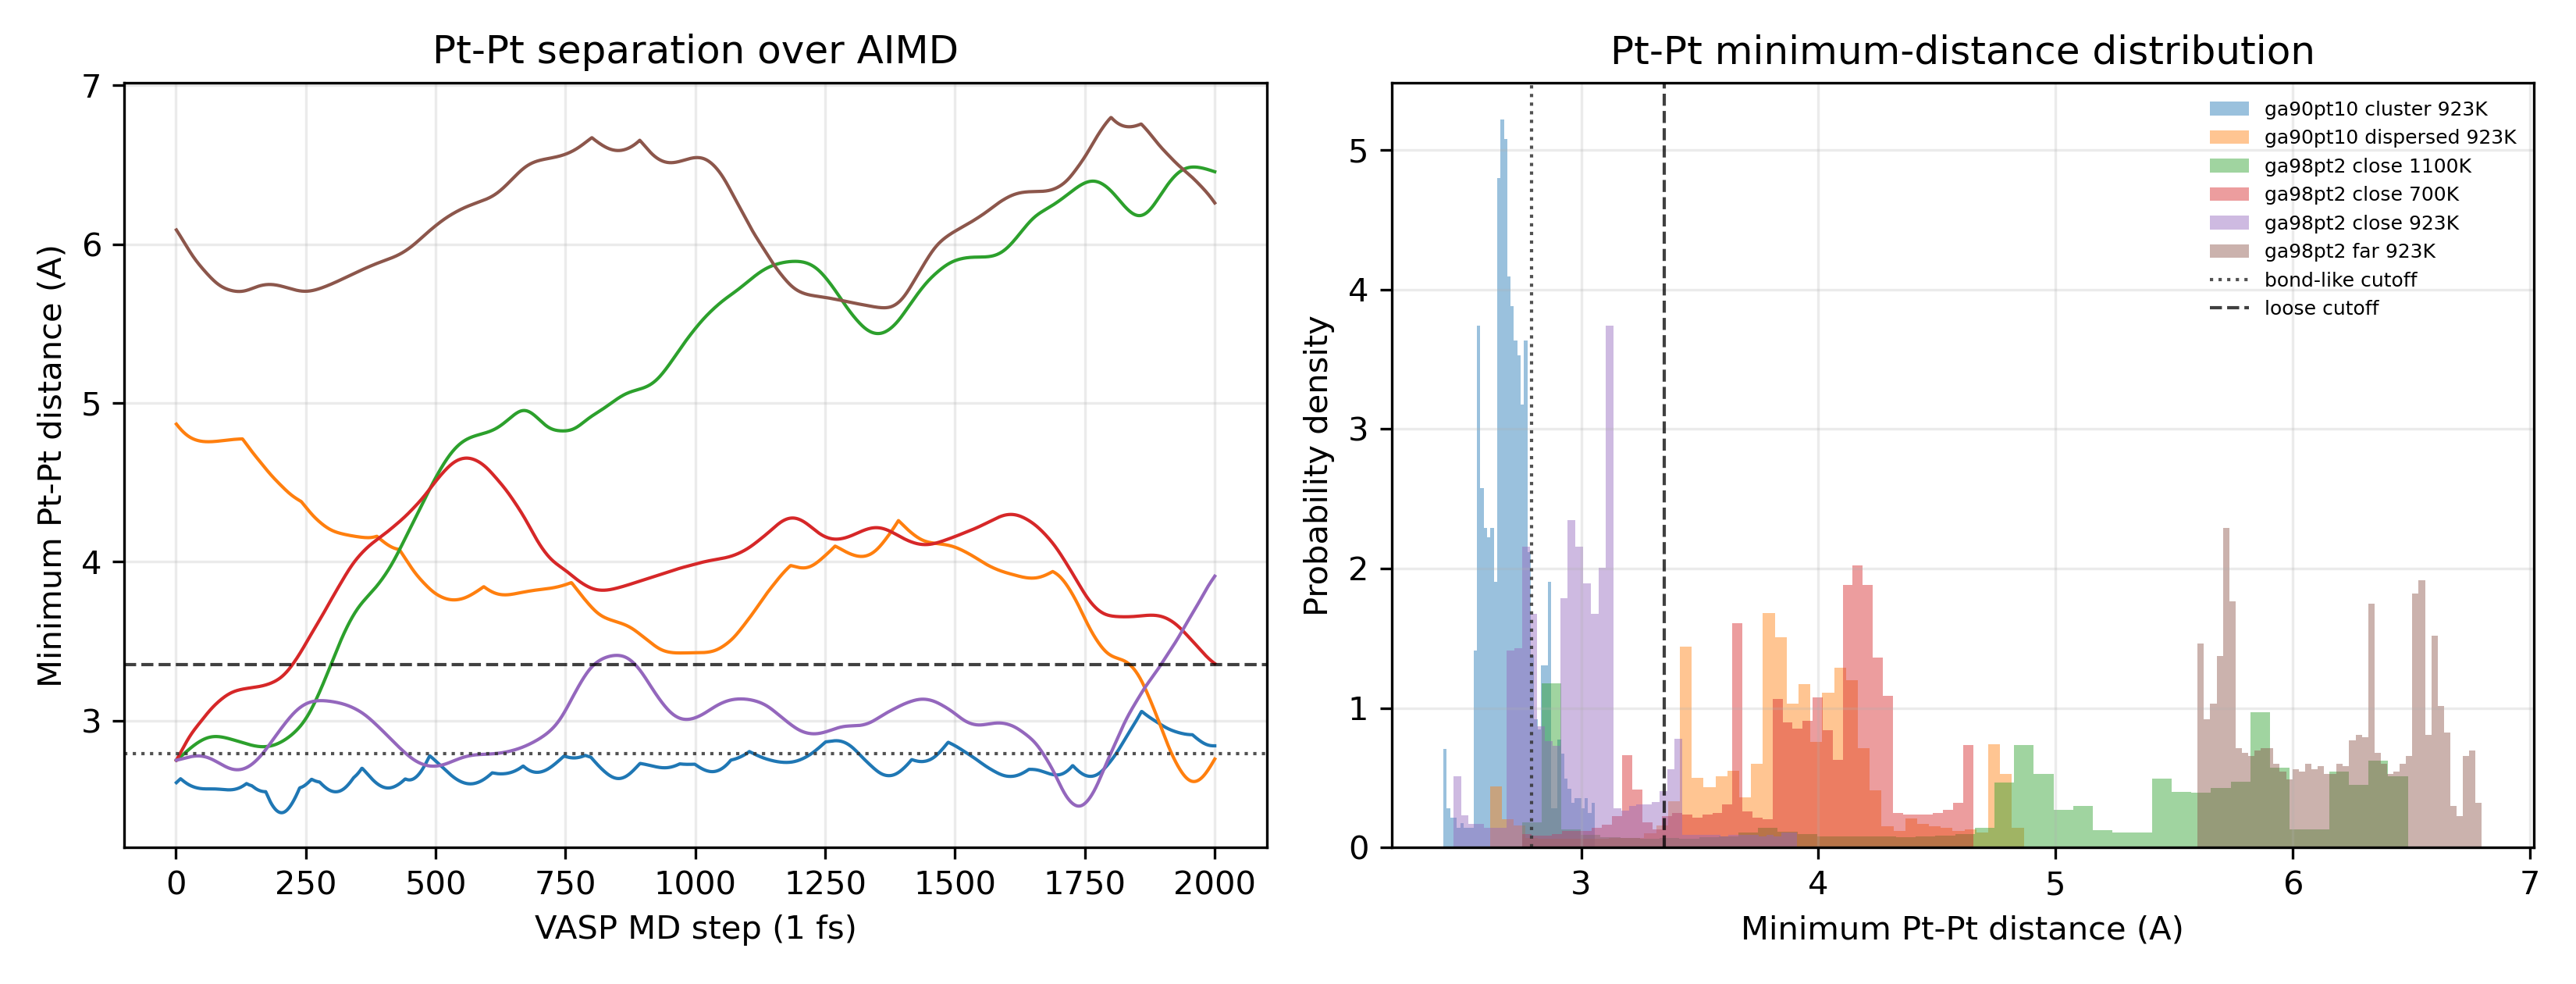 Pt-Pt separation over AIMD
Minimum Pt-Pt distance (A)
7
6
5
4
3
0 250 500 750 1000 1250 1500 1750 2000
VASP MD step (1 fs)
Pt-Pt minimum-distance distribution
Probability density
5
4
3
2
1
0
ga90pt10 cluster 923K
ga90pt10 dispersed 923K
ga98pt2 close 1100K
ga98pt2 close 700K
ga98pt2 close 923K
ga98pt2 far 923K
bond-like cutoff
loose cutoff
3 4 5 6 7
Minimum Pt-Pt distance (A)